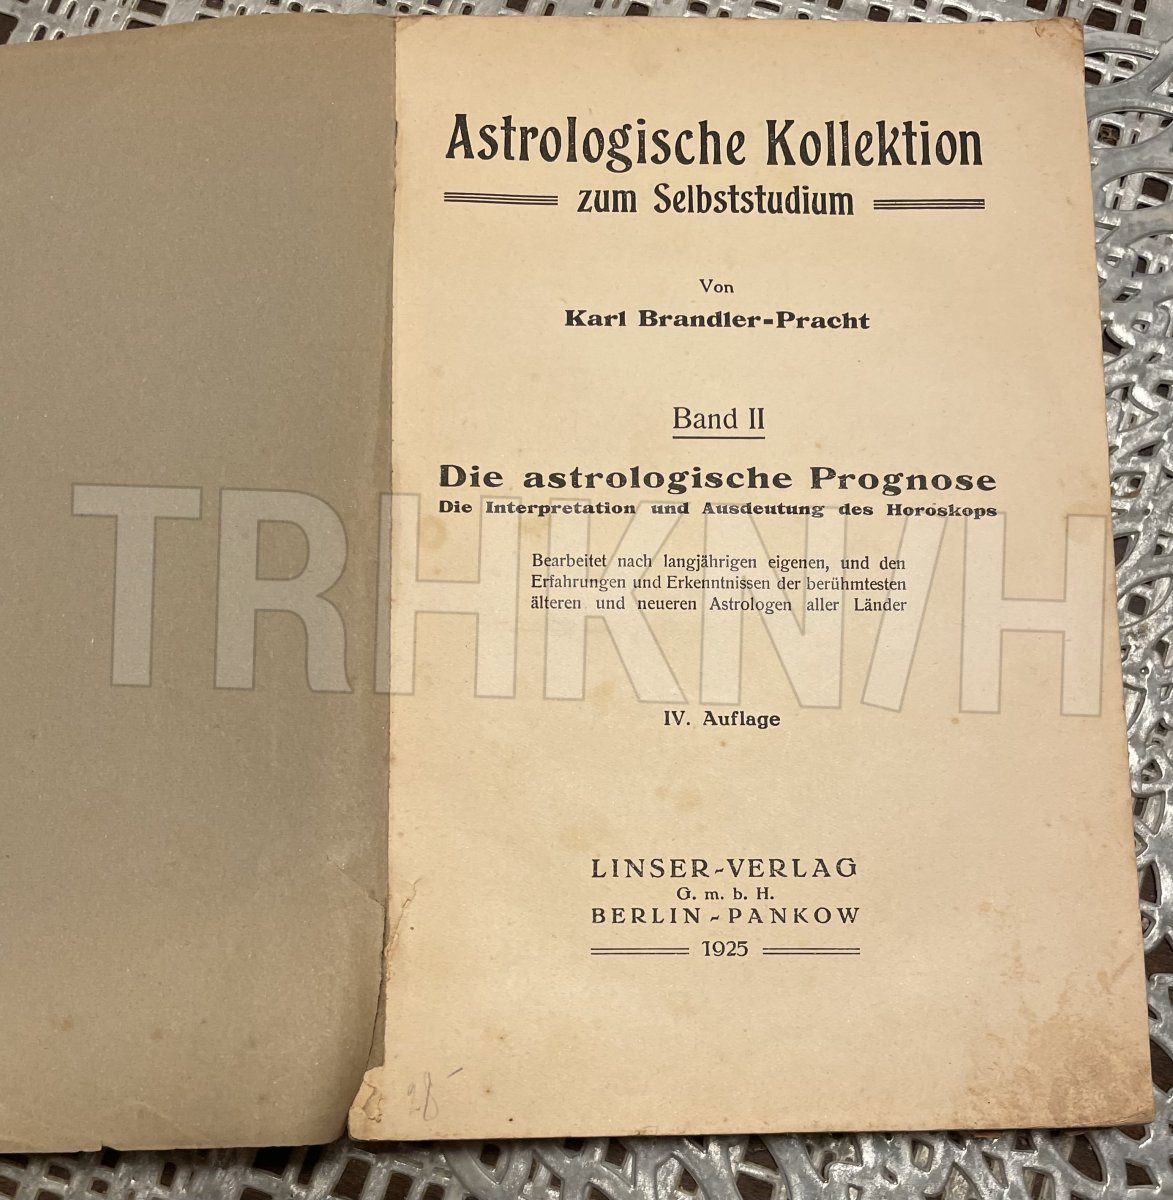 Astrologische Kollektion
zum Selbststudium
Von
Karl Brandler-Pracht
Band II
Die astrologische Prognose
Die Interpretation und Ausdeutung des Horoskops
Bearbeitet nach langjährigen eigenen, und den
Erfahrungen und Erkenntnissen der berühmtesten
älteren und neueren Astrologen aller Länder
TRHKN/H
IV. Auflage
LINSER-VERLAG
G. m. b. H.
BERLIN-PANKOW
1925